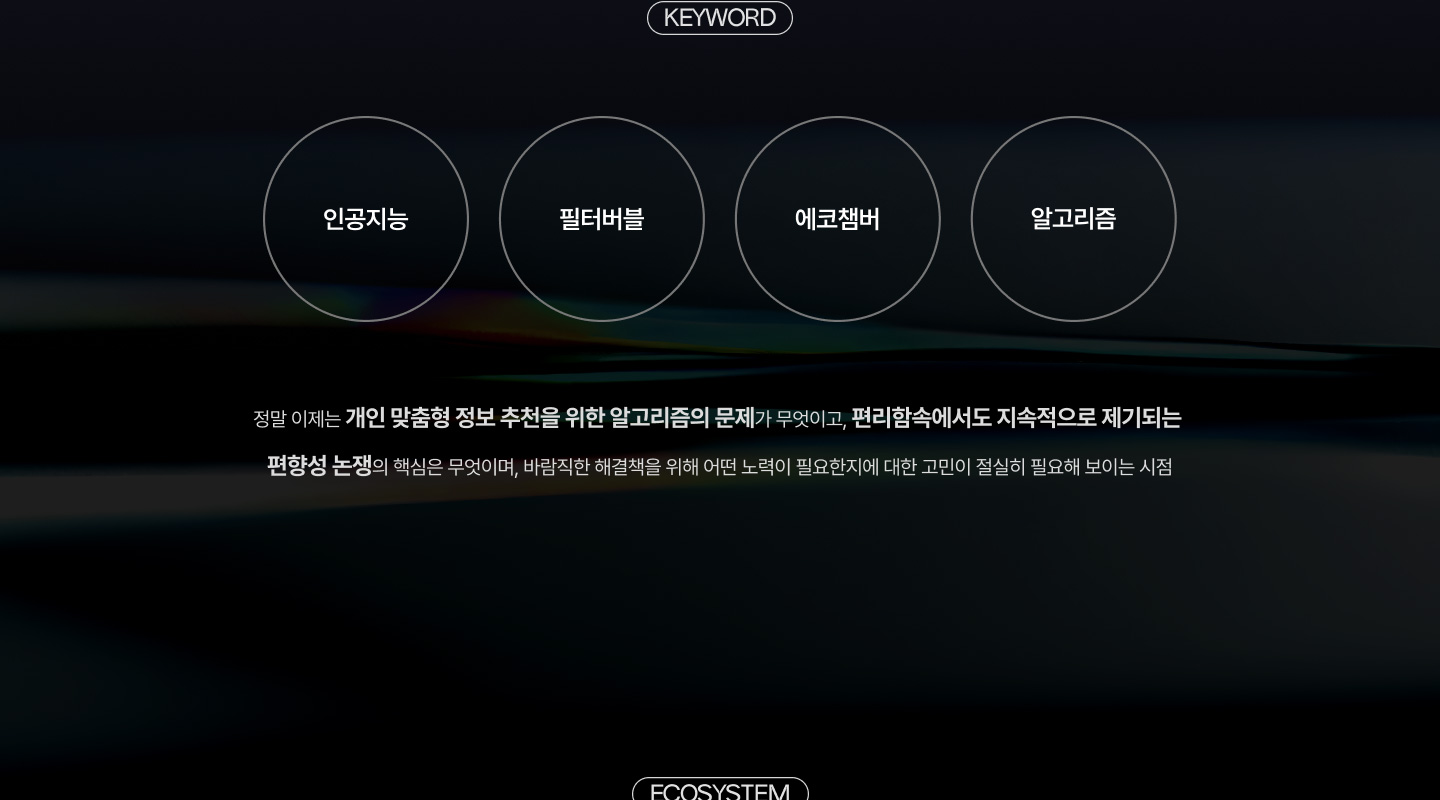 KEYWORD
인공지능
필터버블
에코챔버
알고리즘
정말 이제는 개인 맞춤형 정보 추천을 위한 알고리즘의 문제가 무엇이고, 편리함속에서도 지속적으로 제기되는
편향성 논쟁의 핵심은 무엇이며, 바람직한 해결책을 위해 어떤 노력이 필요한지에 대한 고민이 절실히 필요해 보이는 시점
ECOSYSTEM